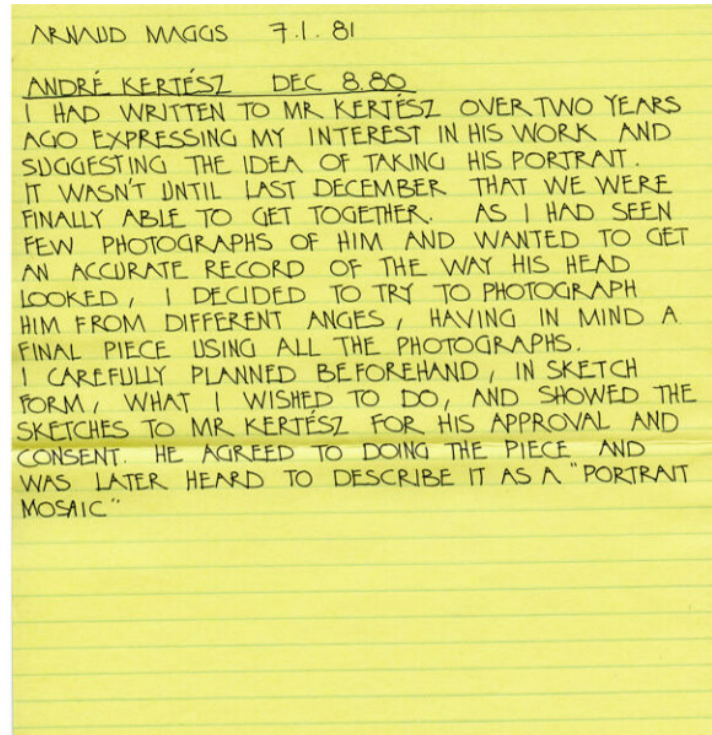 ARNAUD MAGGS 7.1.81
ANDRÉ KERTÉSZ DEC 8.80
I HAD WRITTEN TO MR KERTÉSZ OVER TWO YEARS
AGO EXPRESSING MY INTEREST IN HIS WORK AND
SUGGESTING THE IDEA OF TAKING HIS PORTRAIT.
IT WASN'T UNTIL LAST DECEMBER THAT WE WERE
FINALLY ABLE TO GET TOGETHER. AS I HAD SEEN
FEW PHOTOGRAPHS OF HIM AND WANTED TO GET
AN ACCURATE RECORD OF THE WAY HIS HEAD
LOOKED, I DECIDED TO TRY TO PHOTOGRAPH
HIM FROM DIFFERENT ANGES, HAVING IN MIND A
FINAL PIECE USING ALL THE PHOTOGRAPHS.
I CAREFULLY PLANNED BEFOREHAND, IN SKETCH
FORM, WHAT I WISHED TO DO, AND SHOWED THE
SKETCHES TO MR KERTÉSZ FOR HIS APPROVAL AND
CONSENT. HE AGREED TO DOING THE PIECE AND
WAS LATER HEARD TO DESCRIBE IT AS A "PORTRAIT
MOSAIC"